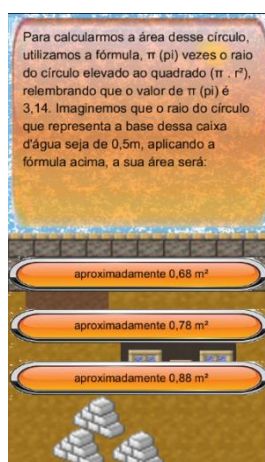 Para calcularmos a área desse círculo,
utilizamos a fórmula, π (pi) vezes o raio
do círculo elevado ao quadrado (π . r²),
relembrando que o valor de π (pi) é
3,14. Imaginemos que o raio do círculo
que representa a base dessa caixa
d'água seja de 0,5m, aplicando a
fórmula acima, a sua área será:
aproximadamente 0,68 m²
aproximadamente 0,78 m²
aproximadamente 0,88 m²